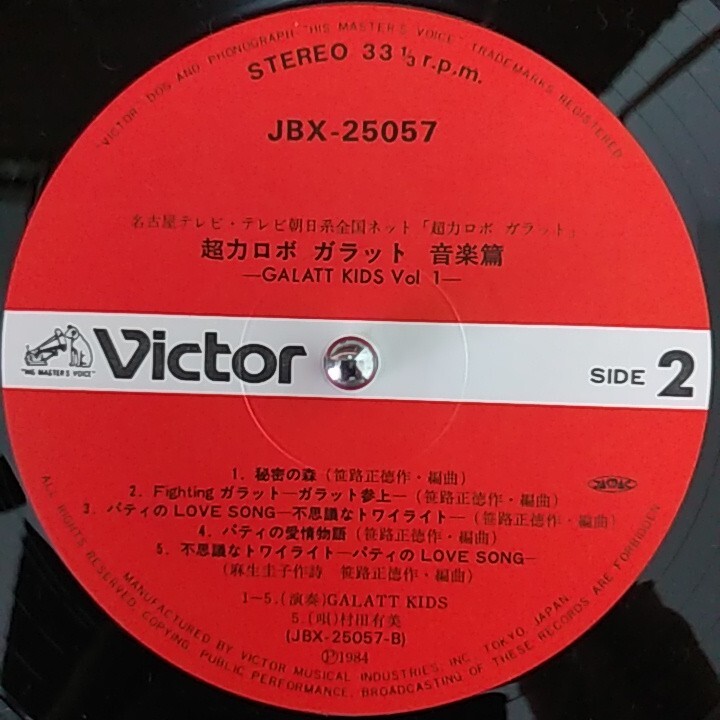 "VICTOR" "DOG AND PHONOGRAPH" "HIS MASTER'S VOICE" TRADEMARKS REGISTERED
STEREO 33 1/3 r.p.m.
JBX-25057
名古屋テレビ・テレビ朝日系全国ネット「超力ロボ ガラット」
超力ロボ ガラット 音楽篇
—GALATT KIDS Vol 1—
"HIS MASTER'S VOICE"
Victor
SIDE 2
1. 秘密の森(笹路正徳作・編曲)
2. Fighting ガラット—ガラット参上—(笹路正徳作・編曲)
3. パティの LOVE SONG—不思議なトワイライト—(笹路正徳作・編曲)
4. パティの愛情物語(笹路正徳作・編曲)
5. 不思議なトワイライト—パティの LOVE SONG—
(麻生圭子作詩 笹路正徳作・編曲)
1—5.(演奏)GALATT KIDS
5.(唄)村田有美
(JBX-25057-B)
Ⓟ1984
ALL RIGHTS RESERVED. COPYING, PUBLIC PERFORMANCE, BROADCASTING OF THESE RECORDS ARE FORBIDDEN
MANUFACTURED BY VICTOR MUSICAL INDUSTRIES, INC. TOKYO, JAPAN